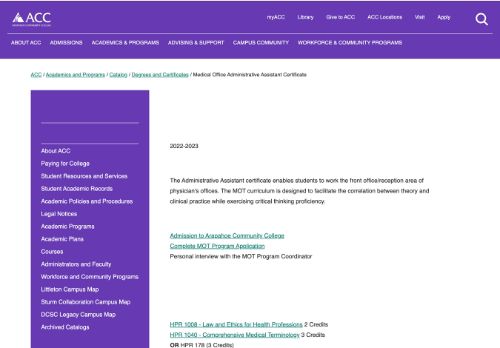 ACC
ARAPAHOE COMMUNITY COLLEGE
myACC Library Give to ACC ACC Locations Visit Apply
ABOUT ACC ADMISSIONS ACADEMICS & PROGRAMS ADVISING & SUPPORT CAMPUS COMMUNITY WORKFORCE & COMMUNITY PROGRAMS
ACC / Academics and Programs / Catalog / Degrees and Certificates / Medical Office Administrative Assistant Certificate
About ACC
Paying for College
Student Resources and Services
Student Academic Records
Academic Policies and Procedures
Legal Notices
Academic Programs
Academic Plans
Courses
Administrators and Faculty
Workforce and Community Programs
Littleton Campus Map
Sturm Collaboration Campus Map
DCSC Legacy Campus Map
Archived Catalogs
2022-2023
The Administrative Assistant certificate enables students to work the front office/reception area of
physician's offices. The MOT curriculum is designed to facilitate the correlation between theory and
clinical practice while exercising critical thinking proficiency.
Admission to Arapahoe Community College
Complete MOT Program Application
Personal interview with the MOT Program Coordinator
HPR 1008 - Law and Ethics for Health Professions 2 Credits
HPR 1040 - Comprehensive Medical Terminology 3 Credits
OR HPR 178 (3 Credits)